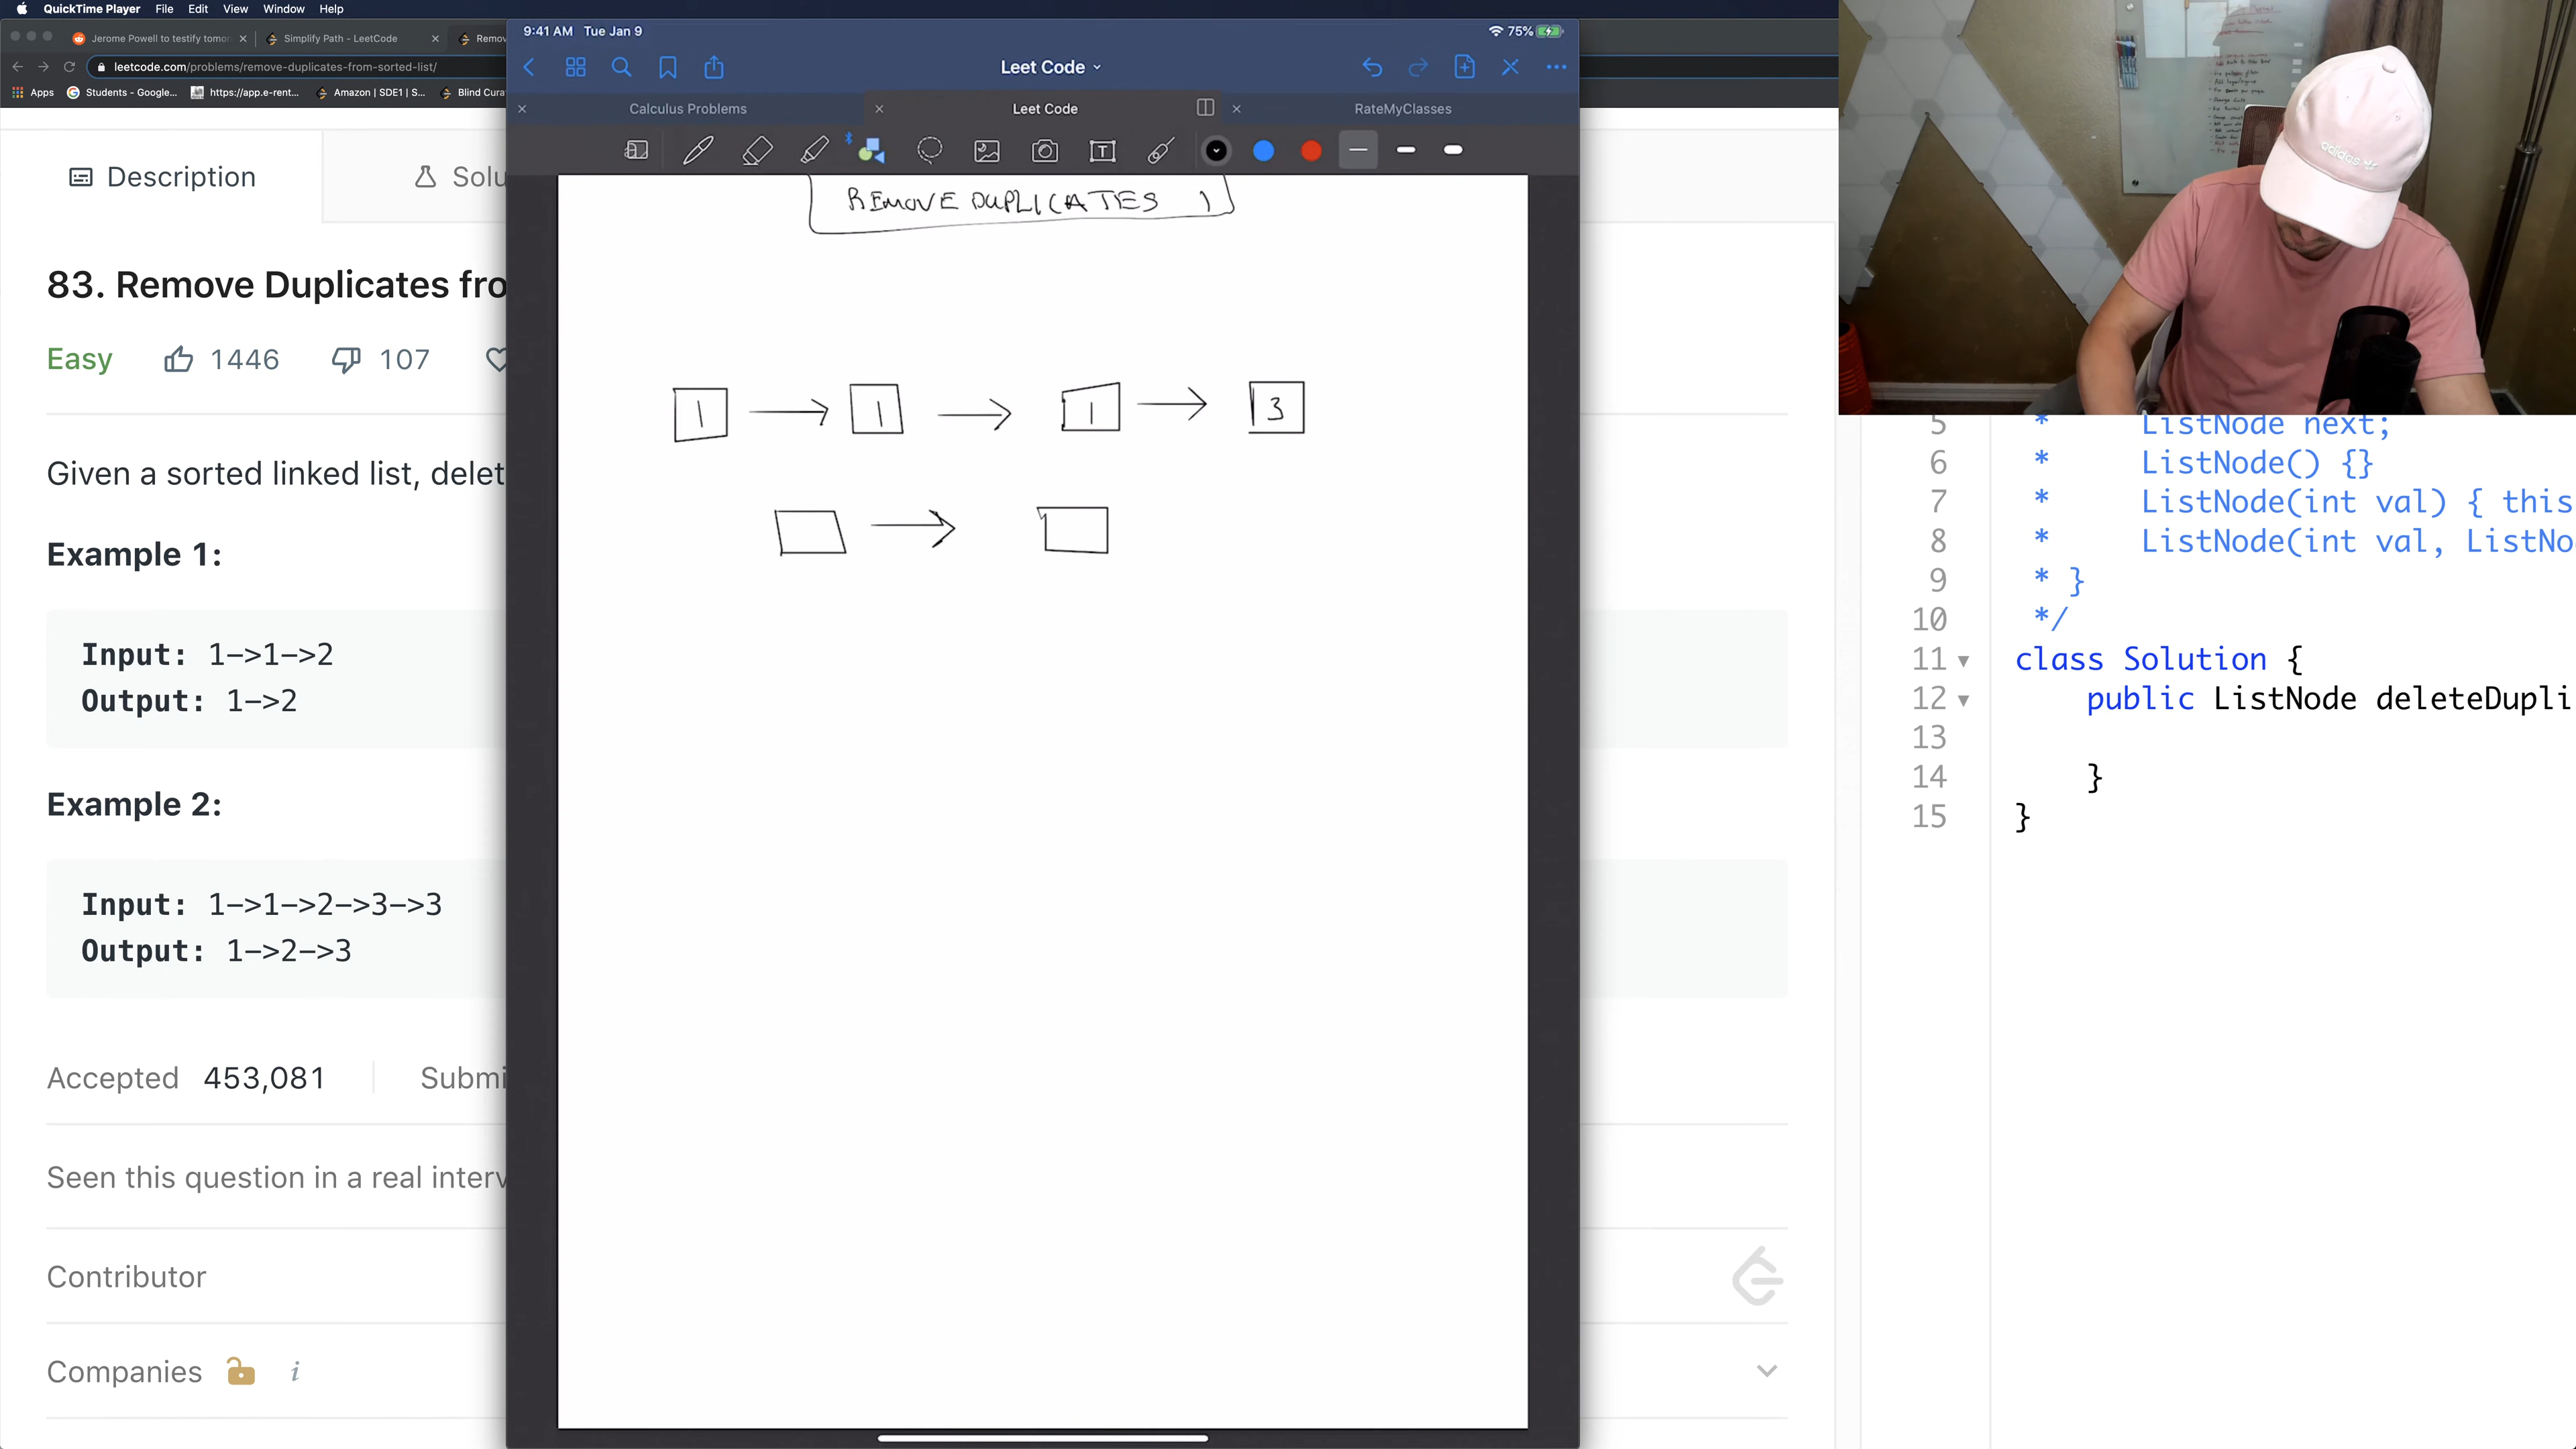 QuickTime Player File Edit View Window Help
Jerome Powell to testify tomor
Simplify Path - LeetCode
Remov
leetcode.com/problems/remove-duplicates-from-sorted-list/
Apps Students - Google... https://app.e-rent... Amazon | SDE1 | S... Blind Cura
9:41 AM Tue Jan 9
75%
Leet Code
Calculus Problems
Leet Code
RateMyClasses
REMOVE DUPLICATES 1
1 → 1 → 1 → 3
Description
Solu
83. Remove Duplicates fro
Easy 1446 107
Given a sorted linked list, delet
Example 1:
Input: 1->1->2
Output: 1->2
Example 2:
Input: 1->1->2->3->3
Output: 1->2->3
Accepted 453,081 Submi
Seen this question in a real interv
Contributor
Companies i
adidas
5 * ListNode next;
6 * ListNode() {}
7 * ListNode(int val) { this
8 * ListNode(int val, ListNo
9 * }
10 */
11 class Solution {
12 public ListNode deleteDupli
13
14 }
15 }